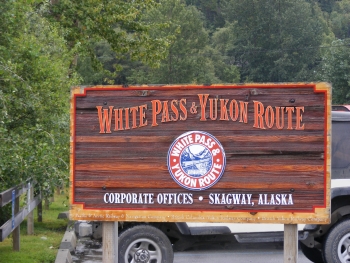 WHITE PASS & YUKON ROUTE
WHITE PASS &
YUKON ROUTE
CORPORATE OFFICES • SKAGWAY, ALASKA